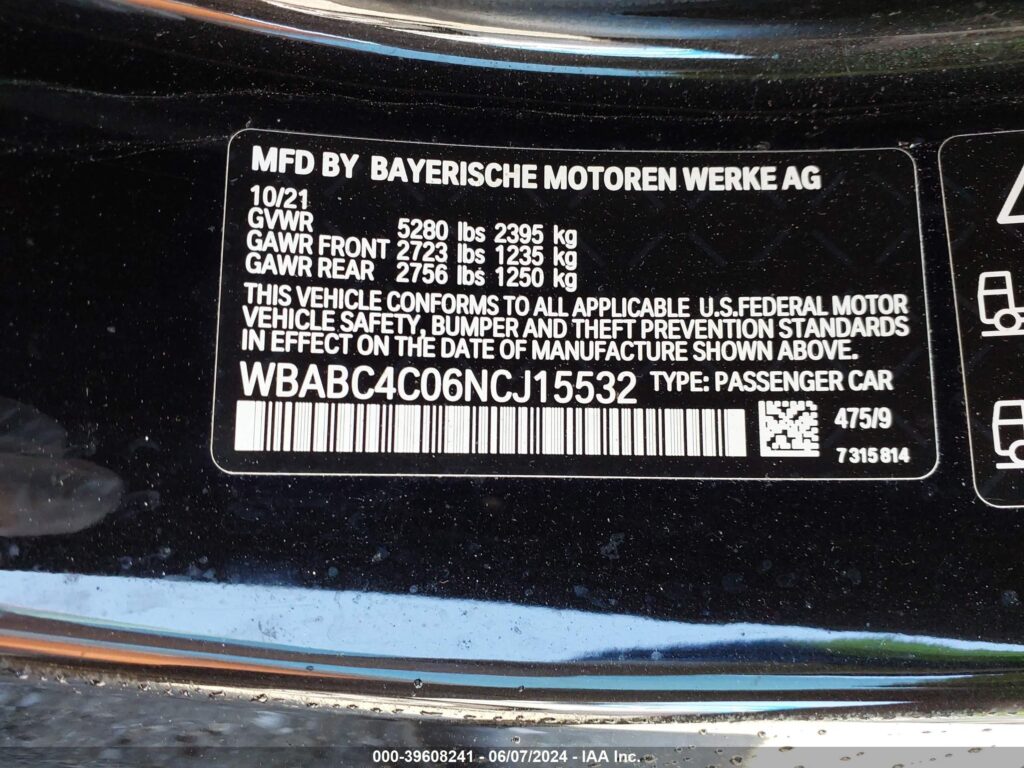 MFD BY BAYERISCHE MOTOREN WERKE AG
10/21
GVWR 5280 lbs 2395 kg
GAWR FRONT 2723 lbs 1235 kg
GAWR REAR 2756 lbs 1250 kg
THIS VEHICLE CONFORMS TO ALL APPLICABLE U.S.FEDERAL MOTOR
VEHICLE SAFETY, BUMPER AND THEFT PREVENTION STANDARDS
IN EFFECT ON THE DATE OF MANUFACTURE SHOWN ABOVE.
WBABC4C06NCJ15532 TYPE: PASSENGER CAR
475/9
7 315 814
000-39608241 - 06/07/2024 - IAA Inc.